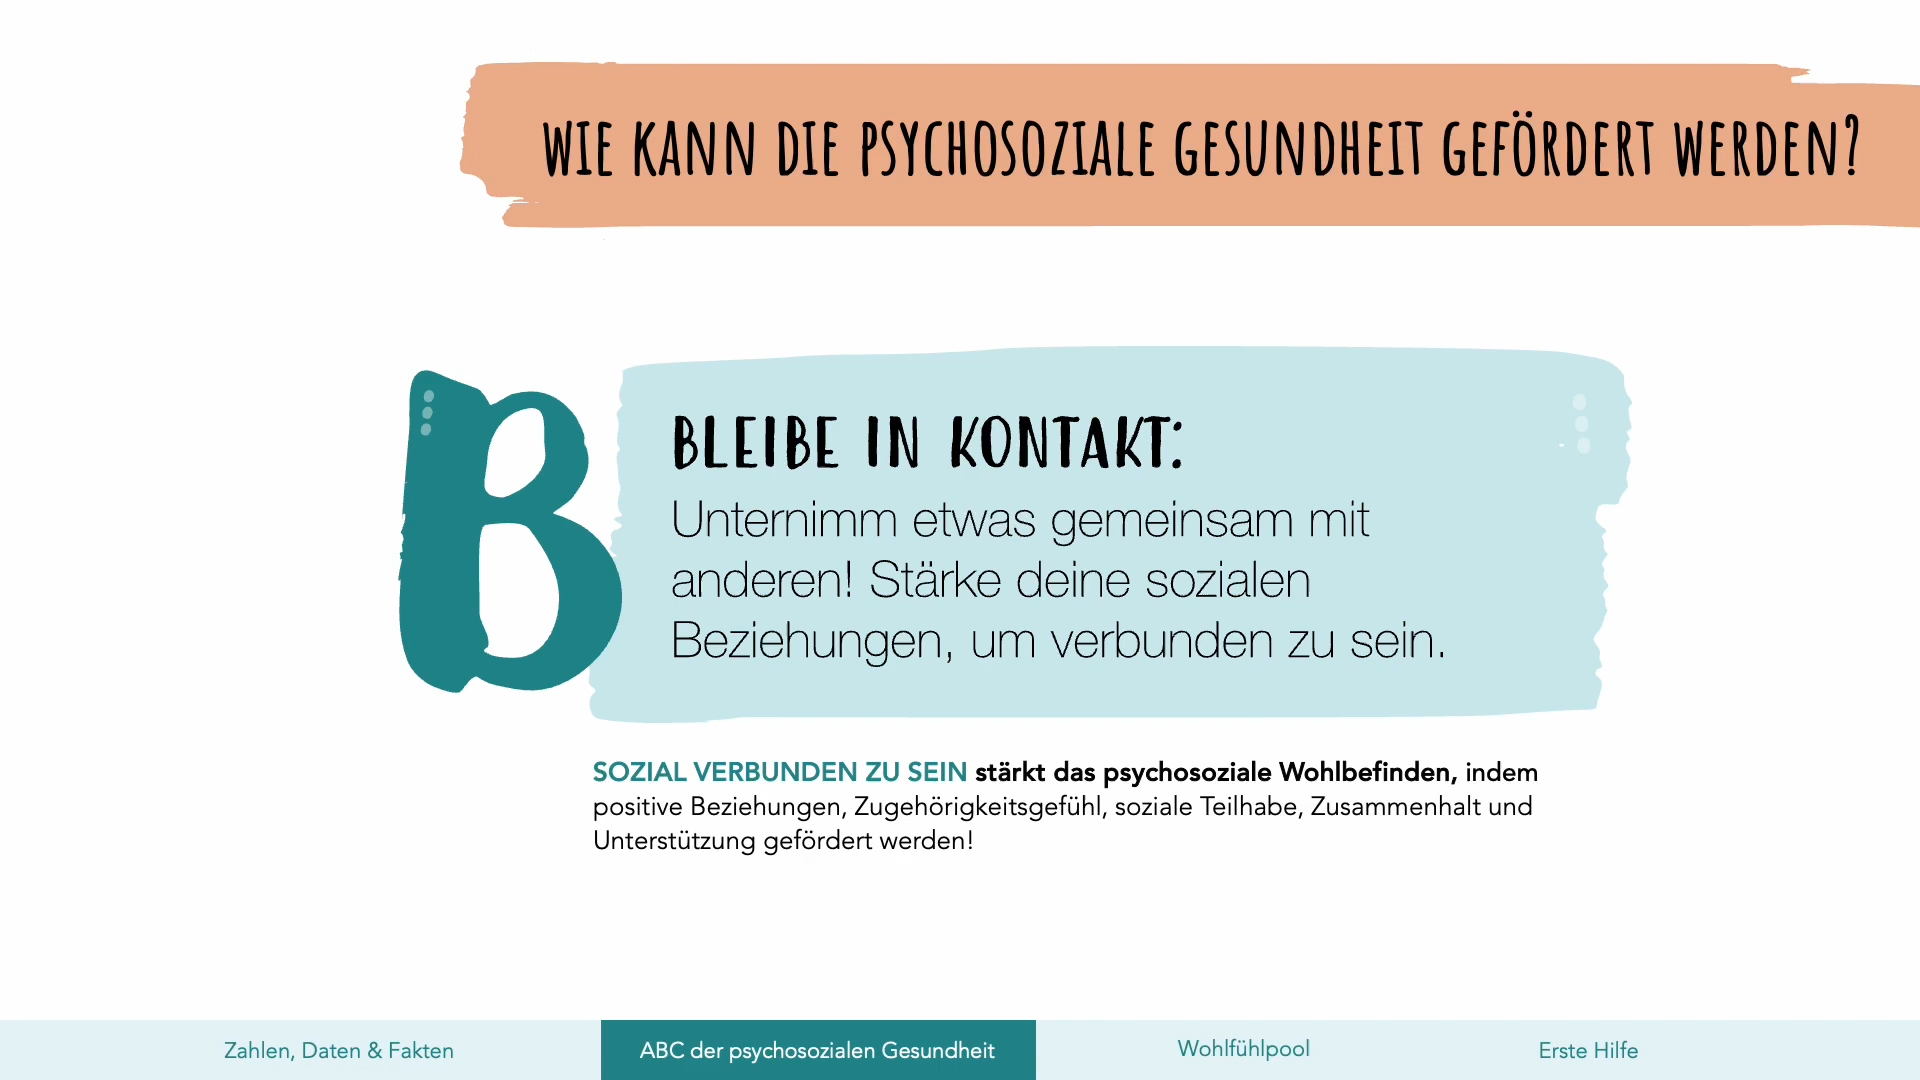 WIE KANN DIE PSYCHOSOZIALE GESUNDHEIT GEFÖRDERT WERDEN?
B
BLEIBE IN KONTAKT:
Unternimm etwas gemeinsam mit
anderen! Stärke deine sozialen
Beziehungen, um verbunden zu sein.
SOZIAL VERBUNDEN ZU SEIN stärkt das psychosoziale Wohlbefinden, indem
positive Beziehungen, Zugehörigkeitsgefühl, soziale Teilhabe, Zusammenhalt und
Unterstützung gefördert werden!
Zahlen, Daten & Fakten
ABC der psychosozialen Gesundheit
Wohlfühlpool
Erste Hilfe